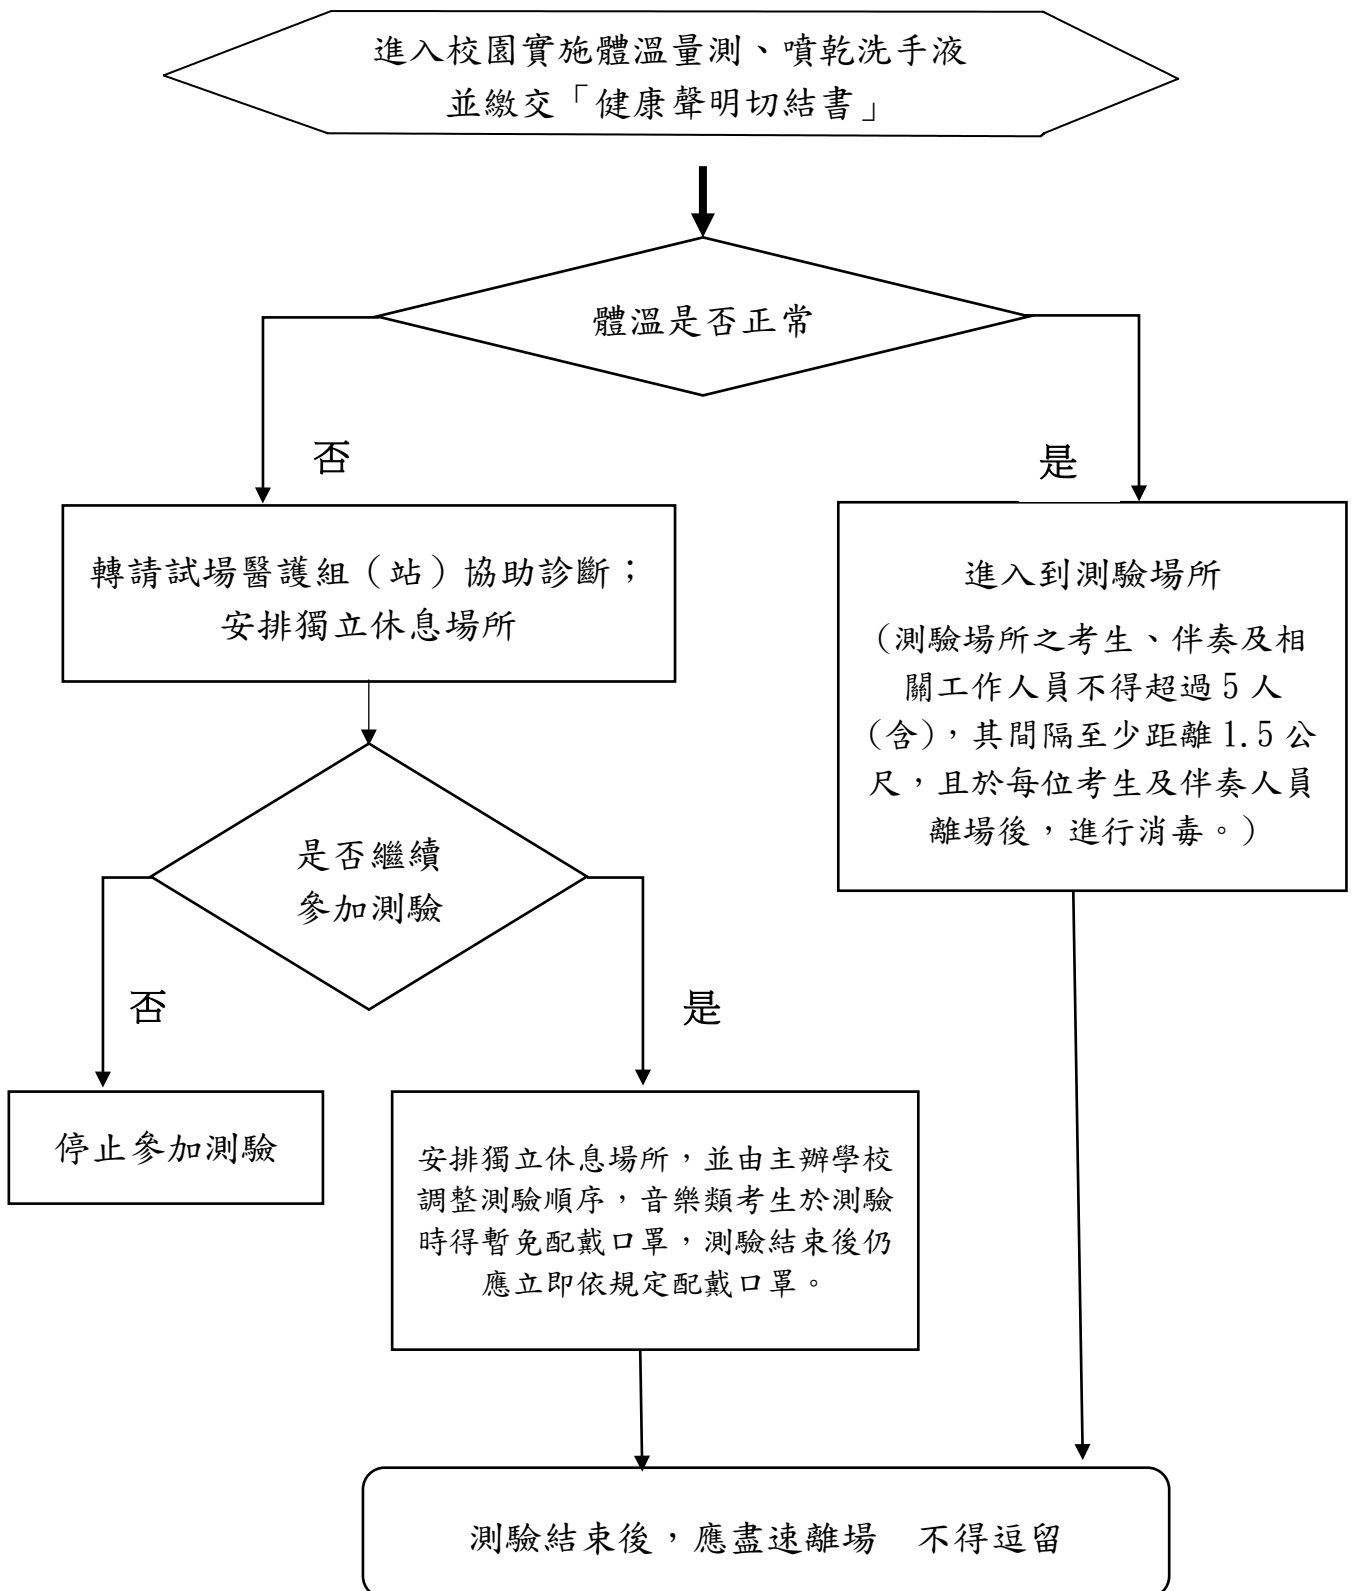 進入校園實施體溫量測、噴乾洗手液
並繳交「健康聲明切結書」
體溫是否正常
否
是
轉請試場醫護組（站）協助診斷；
安排獨立休息場所
進入到測驗場所
（測驗場所之考生、伴奏及相
關工作人員不得超過5人
(含)，其間隔至少距離1.5公
尺，且於每位考生及伴奏人員
離場後，進行消毒。）
是否繼續
參加測驗
否
是
停止參加測驗
安排獨立休息場所，並由主辦學校
調整測驗順序，音樂類考生於測驗
時得暫免配戴口罩，測驗結束後仍
應立即依規定配戴口罩。
測驗結束後，應盡速離場　不得逗留